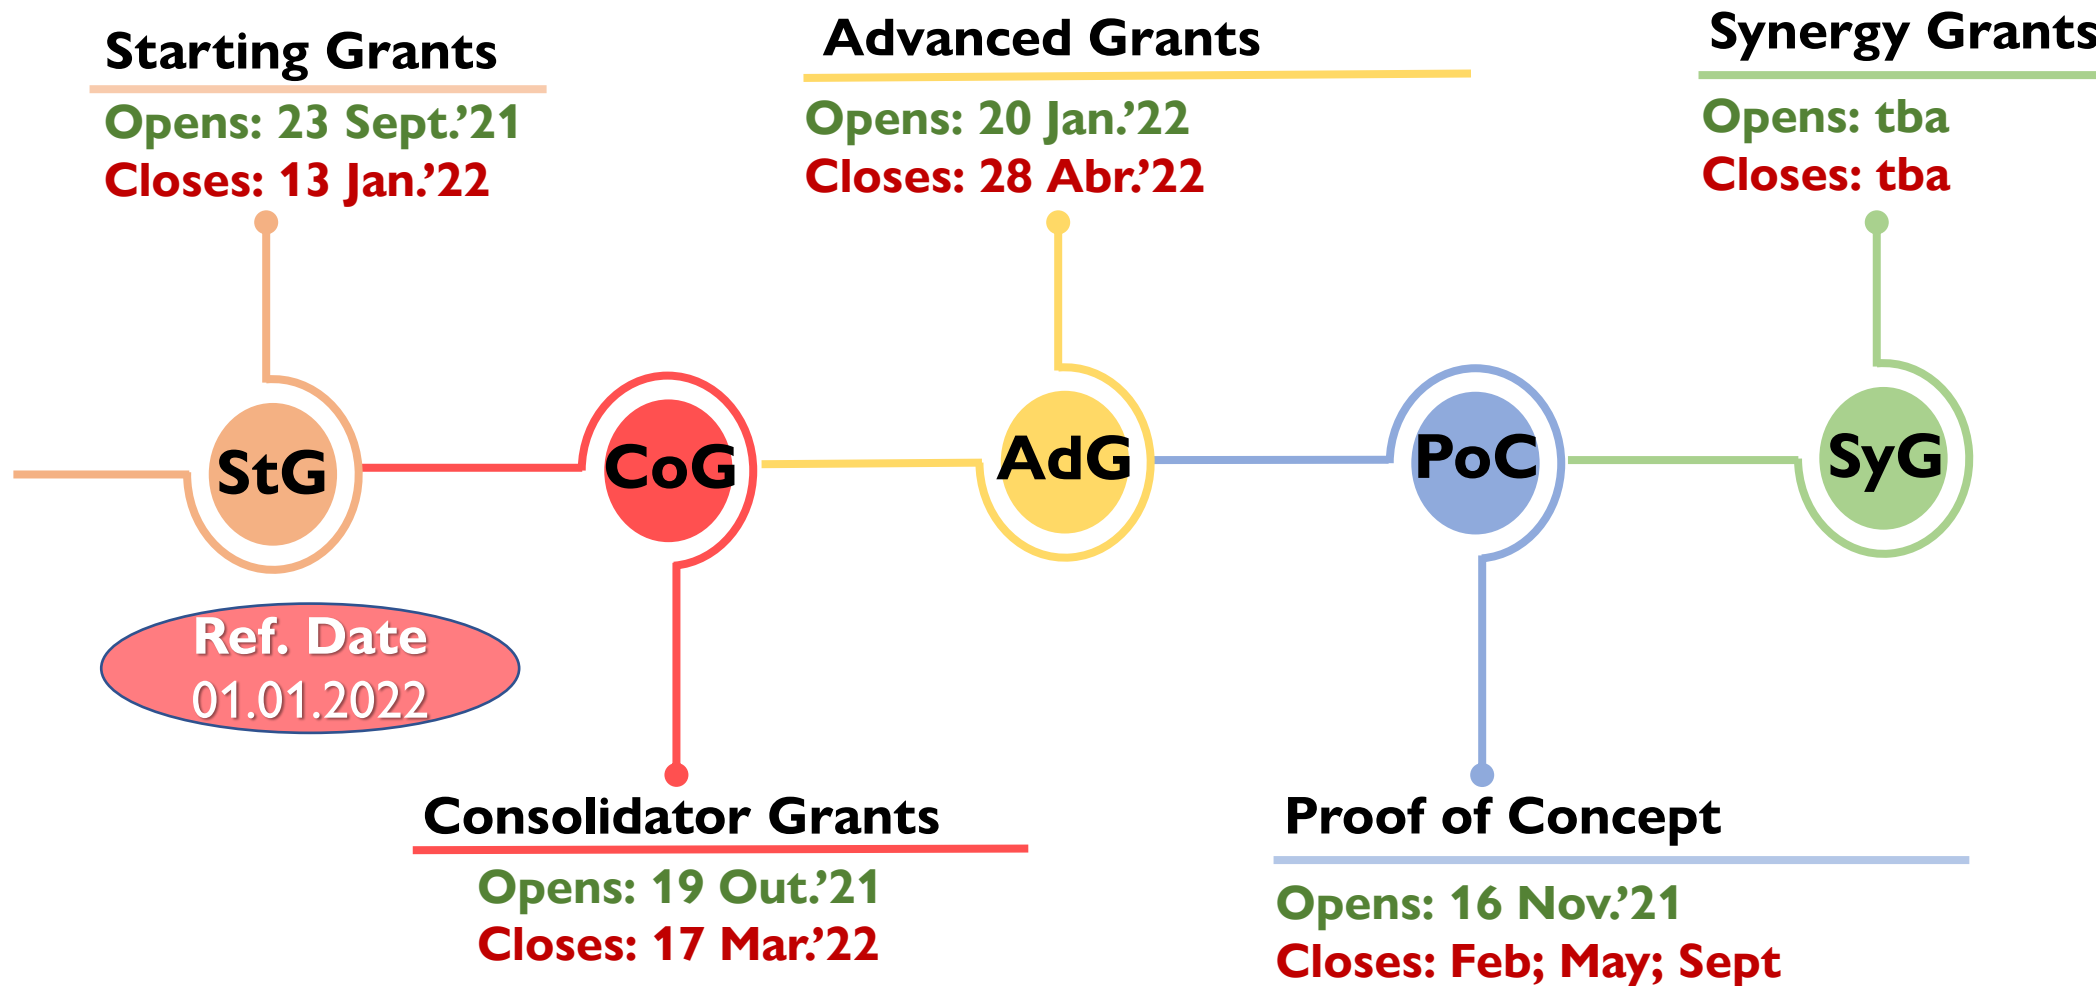 Starting Grants
Opens: 23 Sept.’21
Closes: 13 Jan.’22
Advanced Grants
Opens: 20 Jan.’22
Closes: 28 Abr.’22
Synergy Grants
Opens: tba
Closes: tba
StG
CoG
AdG
PoC
SyG
Ref. Date
01.01.2022
Consolidator Grants
Opens: 19 Out.’21
Closes: 17 Mar.’22
Proof of Concept
Opens: 16 Nov.’21
Closes: Feb; May; Sept